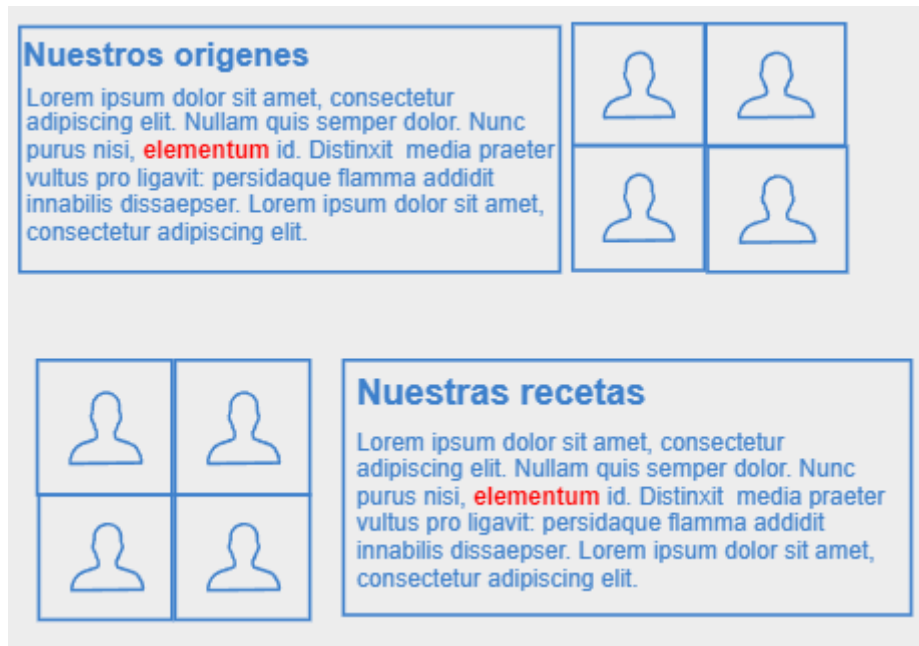 Nuestros origenes
Lorem ipsum dolor sit amet, consectetur
adipiscing elit. Nullam quis semper dolor. Nunc
purus nisi, elementum id. Distinxit  media praeter
vultus pro ligavit: persidaque flamma addidit
innabilis dissaepser. Lorem ipsum dolor sit amet,
consectetur adipiscing elit.
Nuestras recetas
Lorem ipsum dolor sit amet, consectetur
adipiscing elit. Nullam quis semper dolor. Nunc
purus nisi, elementum id. Distinxit  media praeter
vultus pro ligavit: persidaque flamma addidit
innabilis dissaepser. Lorem ipsum dolor sit amet,
consectetur adipiscing elit.